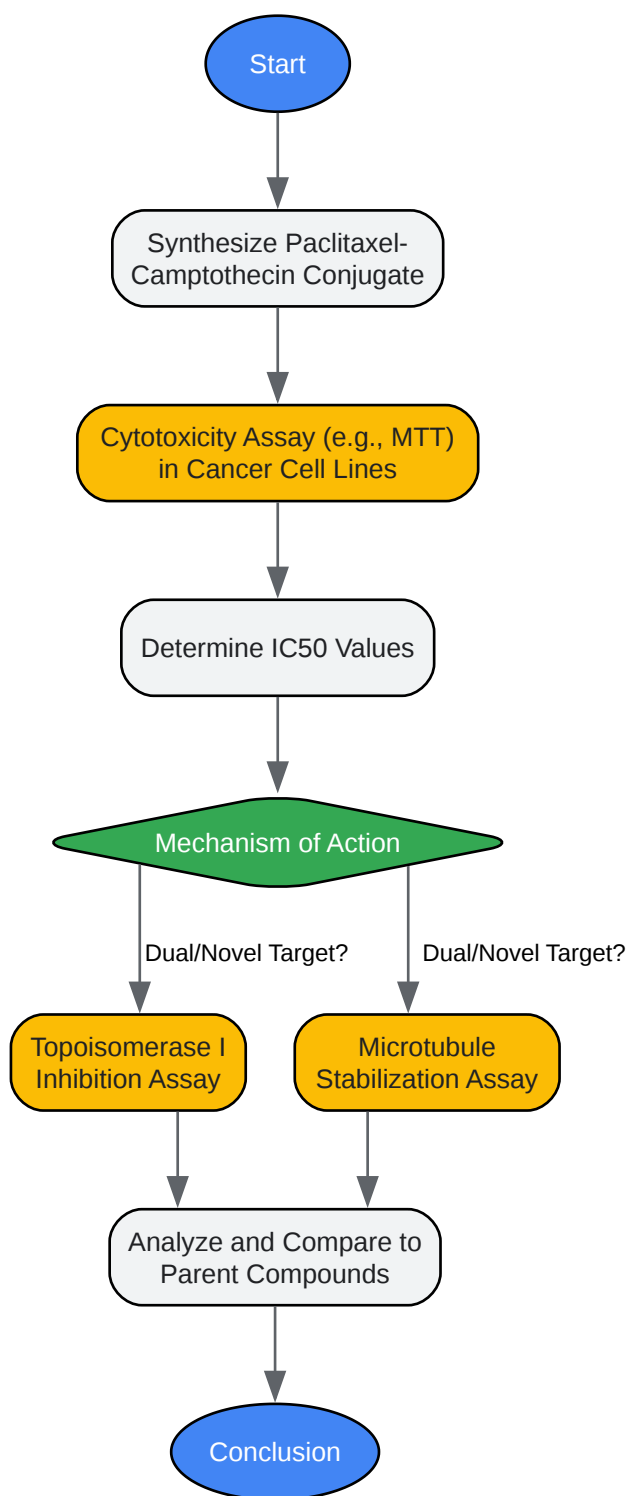 Start
Synthesize Paclitaxel-
Camptothecin Conjugate
Cytotoxicity Assay (e.g., MTT)
in Cancer Cell Lines
Determine IC50 Values
Mechanism of Action
Dual/Novel Target?
Dual/Novel Target?
Topoisomerase I
Inhibition Assay
Microtubule
Stabilization Assay
Analyze and Compare to
Parent Compounds
Conclusion